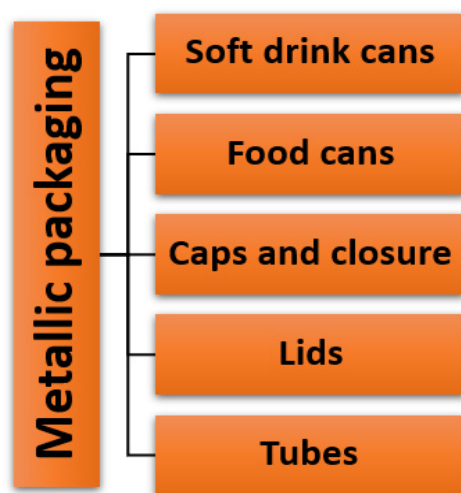 Metallic packaging
Soft drink cans
Food cans
Caps and closure
Lids
Tubes